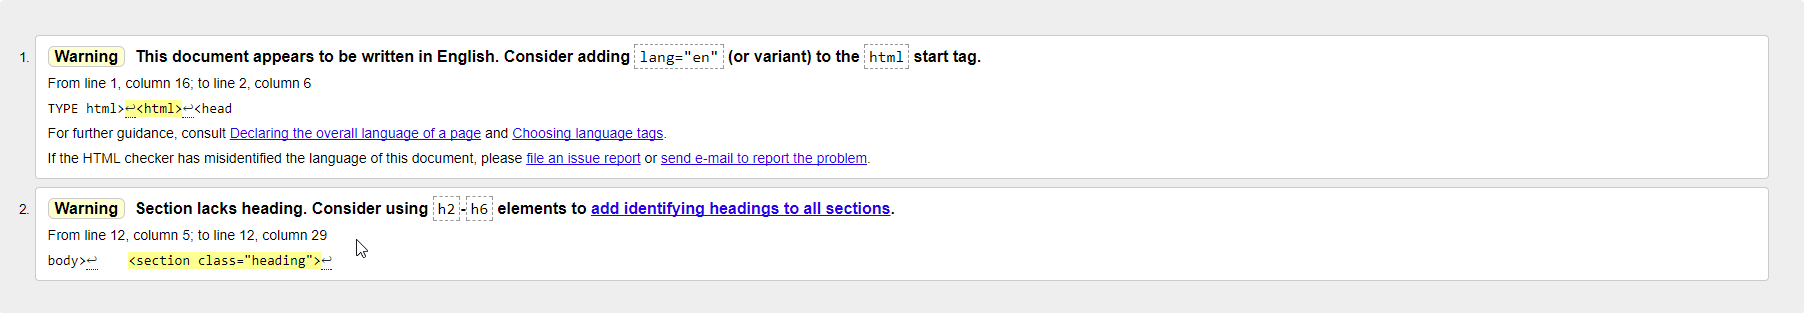 1. Warning This document appears to be written in English. Consider adding lang="en" (or variant) to the html start tag.
From line 1, column 16; to line 2, column 6
TYPE html>↩<html>↩<head
For further guidance, consult Declaring the overall language of a page and Choosing language tags.
If the HTML checker has misidentified the language of this document, please file an issue report or send e-mail to report the problem.
2. Warning Section lacks heading. Consider using h2-h6 elements to add identifying headings to all sections.
From line 12, column 5; to line 12, column 29
body>↩    <section class="heading">↩